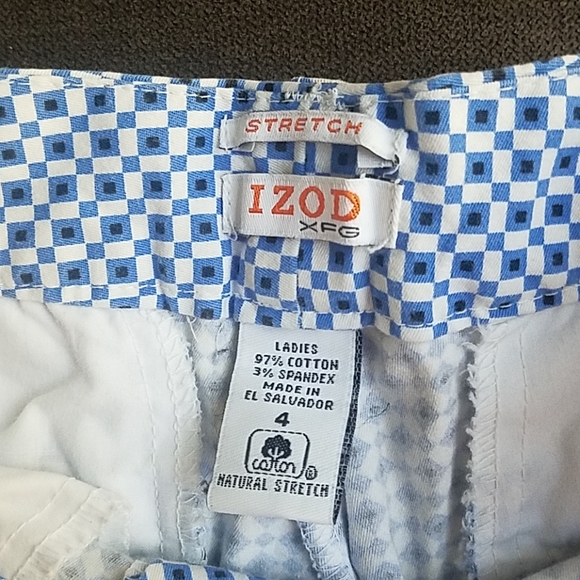 STRETCH
IZOD
XFG
LADIES
97% COTTON
3% SPANDEX
MADE IN
EL SALVADOR
4
cotton ®
NATURAL STRETCH